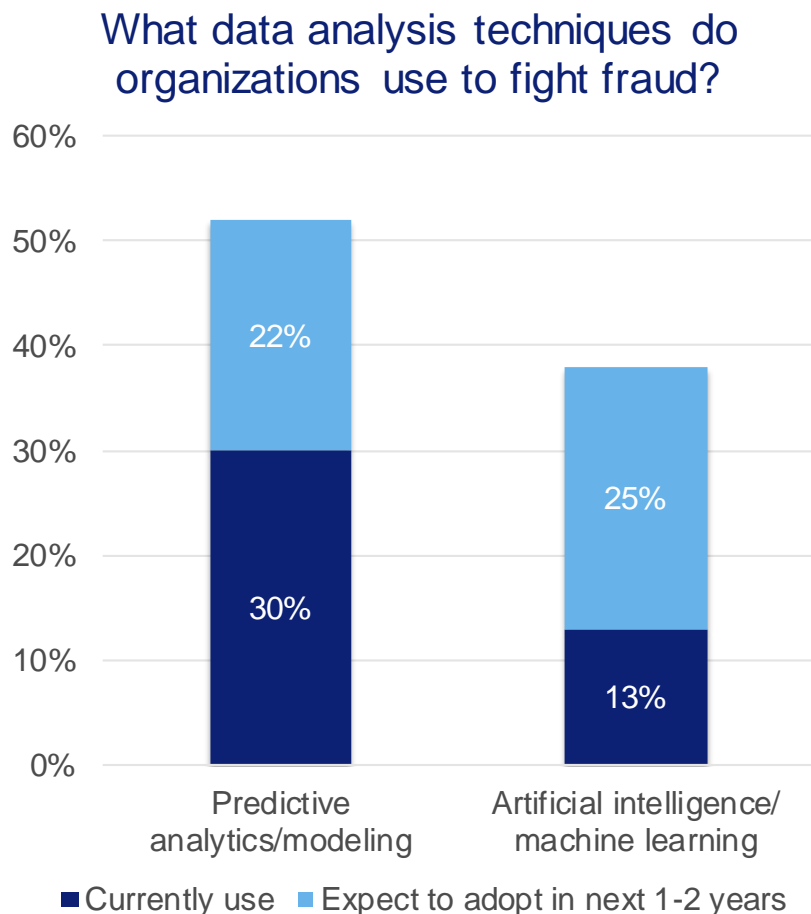 What data analysis techniques do
organizations use to fight fraud?
60%
50%
40%
30%
20%
10%
0%
22%
30%
25%
13%
Predictive
analytics/modeling
Artificial intelligence/
machine learning
Currently use Expect to adopt in next 1-2 years